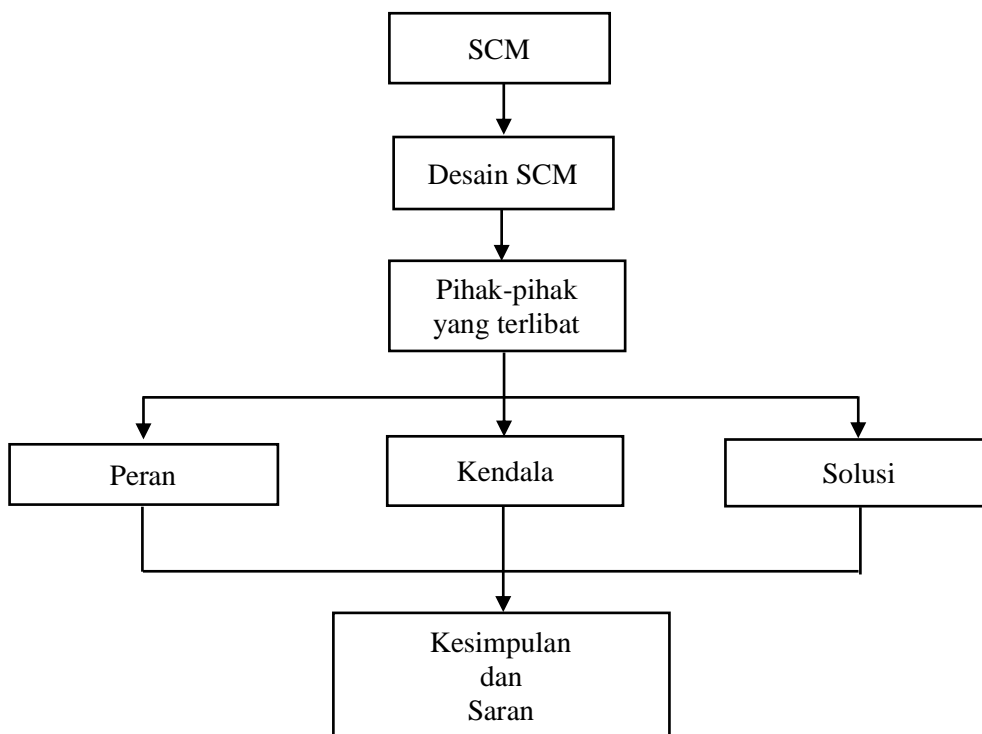 SCM
Desain SCM
Pihak-pihak
yang terlibat
Peran
Kendala
Solusi
Kesimpulan
dan
Saran